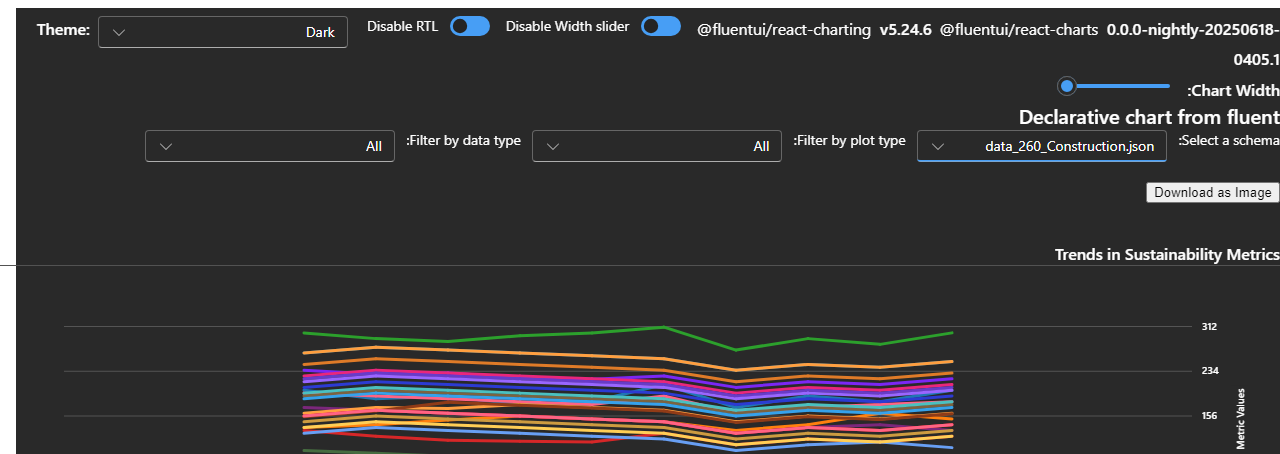 Theme: Dark Disable RTL Disable Width slider @fluentui/react-charting v5.24.6 @fluentui/react-charts 0.0.0-nightly-20250618-
0405.1
:Chart Width
Declarative chart from fluent
:Select a schema data_260_Construction.json :Filter by plot type All :Filter by data type All
Download as Image
Trends in Sustainability Metrics
312
234
156
Metric Values